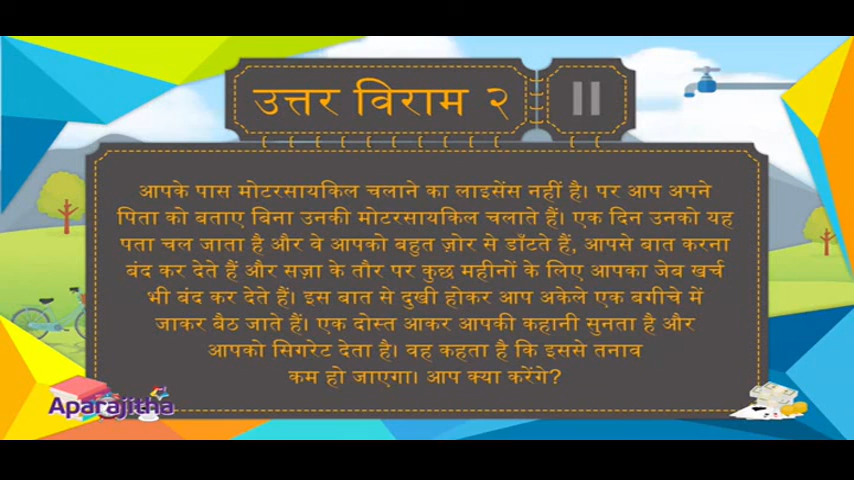 उत्तर विराम २
आपके पास मोटरसायकिल चलाने का लाइसेंस नहीं है। पर आप अपने
पिता को बताए बिना उनकी मोटरसायकिल चलाते हैं। एक दिन उनको यह
पता चल जाता है और वे आपको बहुत ज़ोर से डाँटते हैं, आपसे बात करना
बंद कर देते हैं और सज़ा के तौर पर कुछ महीनों के लिए आपका जेब खर्च
भी बंद कर देते हैं। इस बात से दुखी होकर आप अकेले एक बगीचे में
जाकर बैठ जाते हैं। एक दोस्त आकर आपकी कहानी सुनता है और
आपको सिगरेट देता है। वह कहता है कि इससे तनाव
कम हो जाएगा। आप क्या करेंगे?
Aparajitha